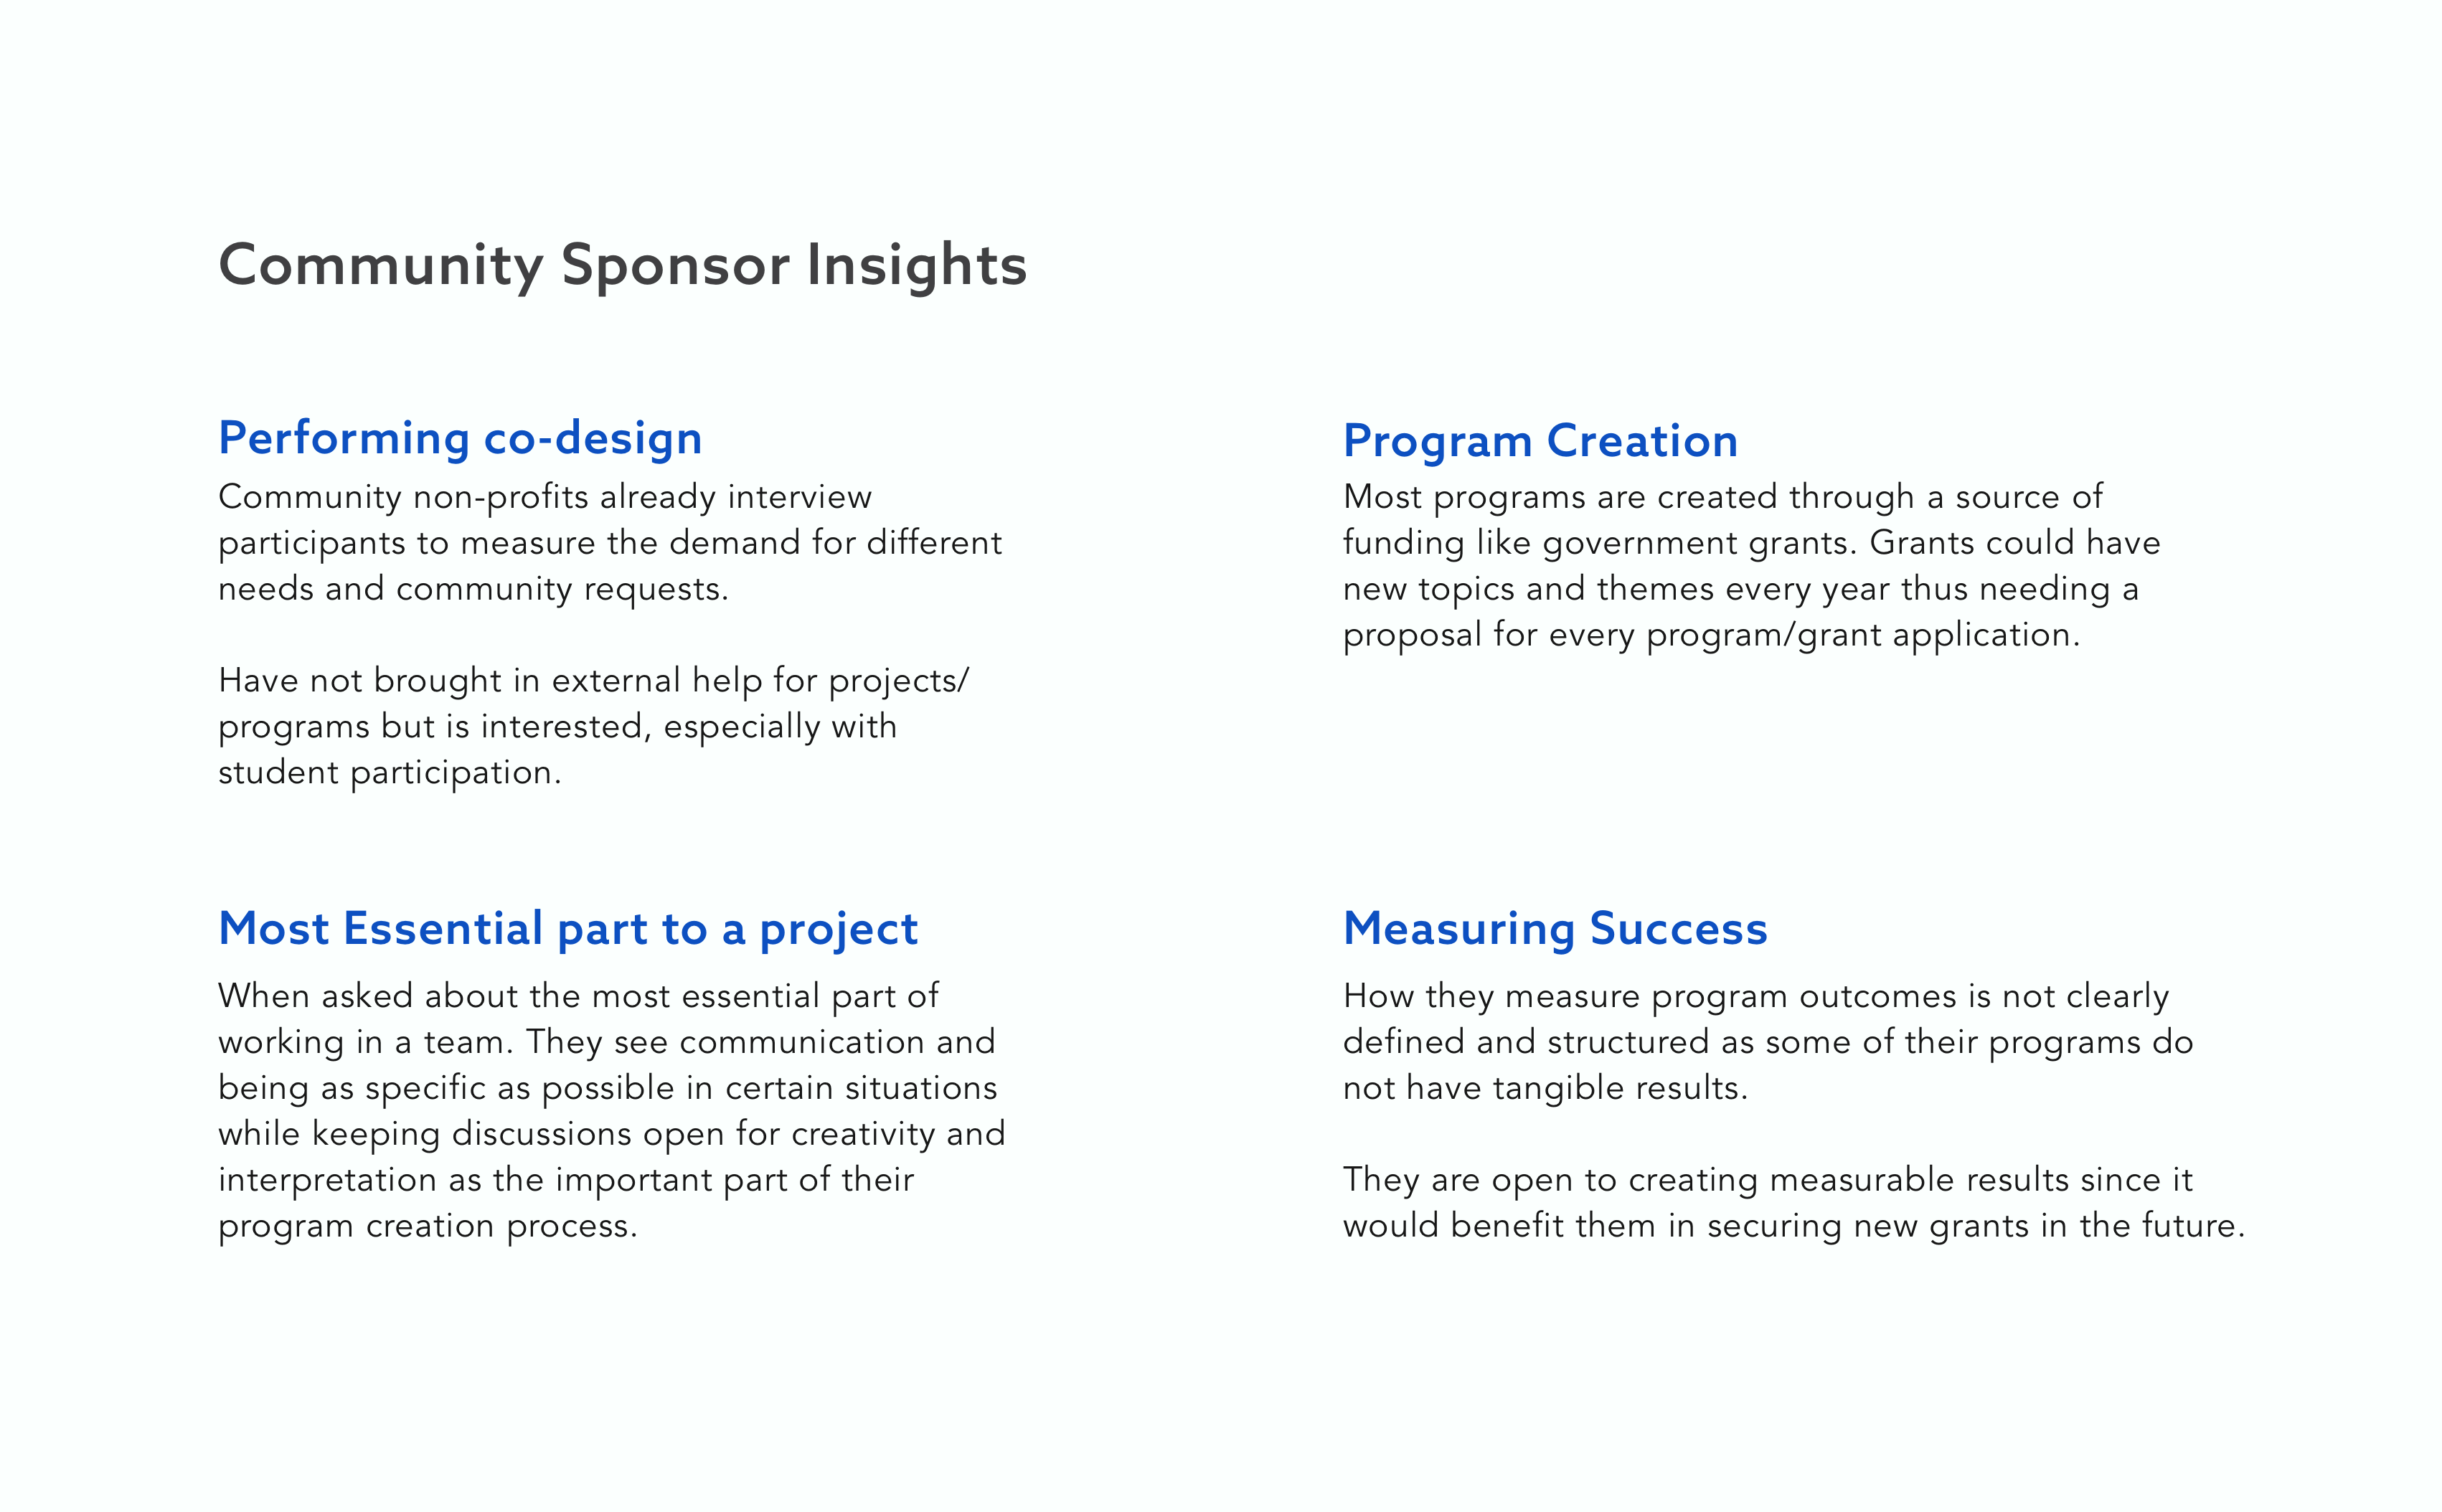 Community Sponsor Insights
Performing co-design
Community non-profits already interview
participants to measure the demand for different
needs and community requests.
Have not brought in external help for projects/
programs but is interested, especially with
student participation.
Program Creation
Most programs are created through a source of
funding like government grants. Grants could have
new topics and themes every year thus needing a
proposal for every program/grant application.
Most Essential part to a project
When asked about the most essential part of
working in a team. They see communication and
being as specific as possible in certain situations
while keeping discussions open for creativity and
interpretation as the important part of their
program creation process.
Measuring Success
How they measure program outcomes is not clearly
defined and structured as some of their programs do
not have tangible results.
They are open to creating measurable results since it
would benefit them in securing new grants in the future.